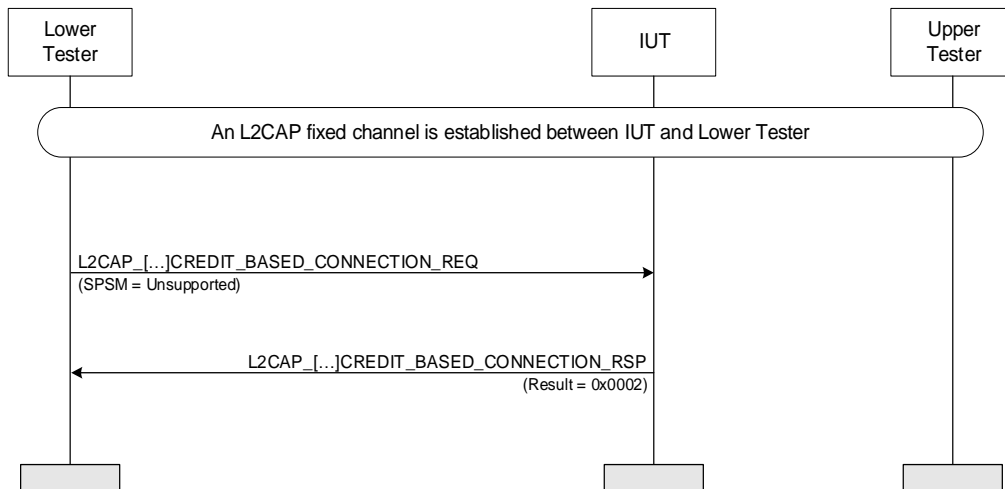 Lower
Tester
IUT
Upper
Tester
An L2CAP fixed channel is established between IUT and Lower Tester
L2CAP_[…]CREDIT_BASED_CONNECTION_REQ
(SPSM = Unsupported)
L2CAP_[…]CREDIT_BASED_CONNECTION_RSP
(Result = 0x0002)